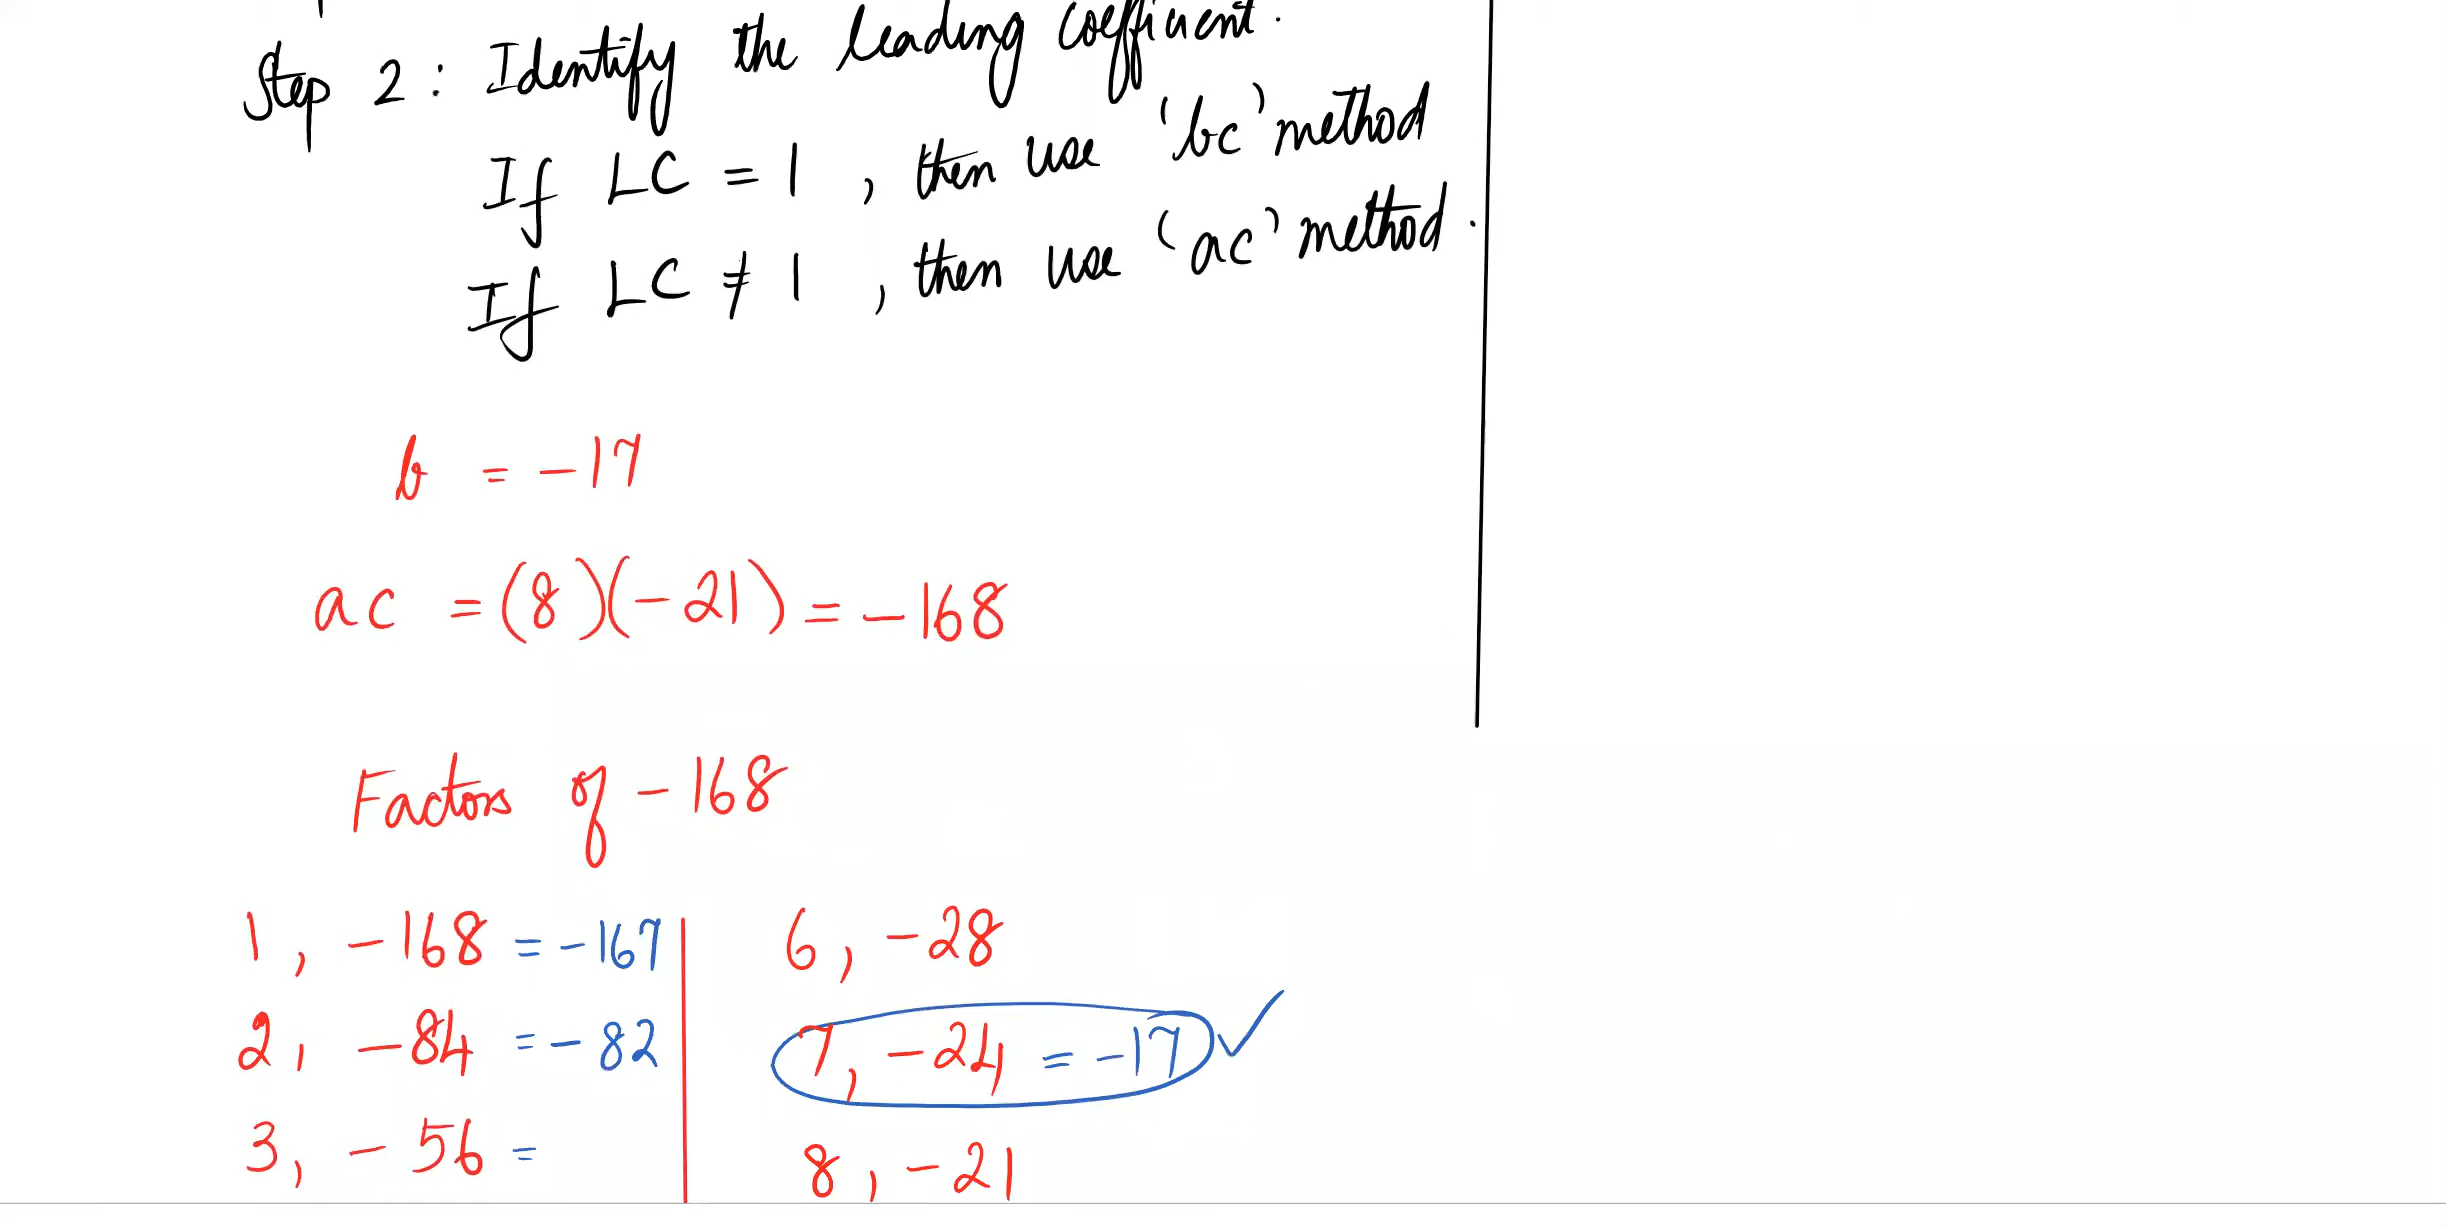 Step 2 : Identify the leading coefficient.
If LC = 1 , then use 'bc' method
If LC ≠ 1 , then use 'ac' method.
b = -17
ac = (8)(-21) = -168
Factors of -168
1, -168 = -167
2, -84 = -82
3, -56 =
6, -28
7, -24 = -17 ✓
8, -21